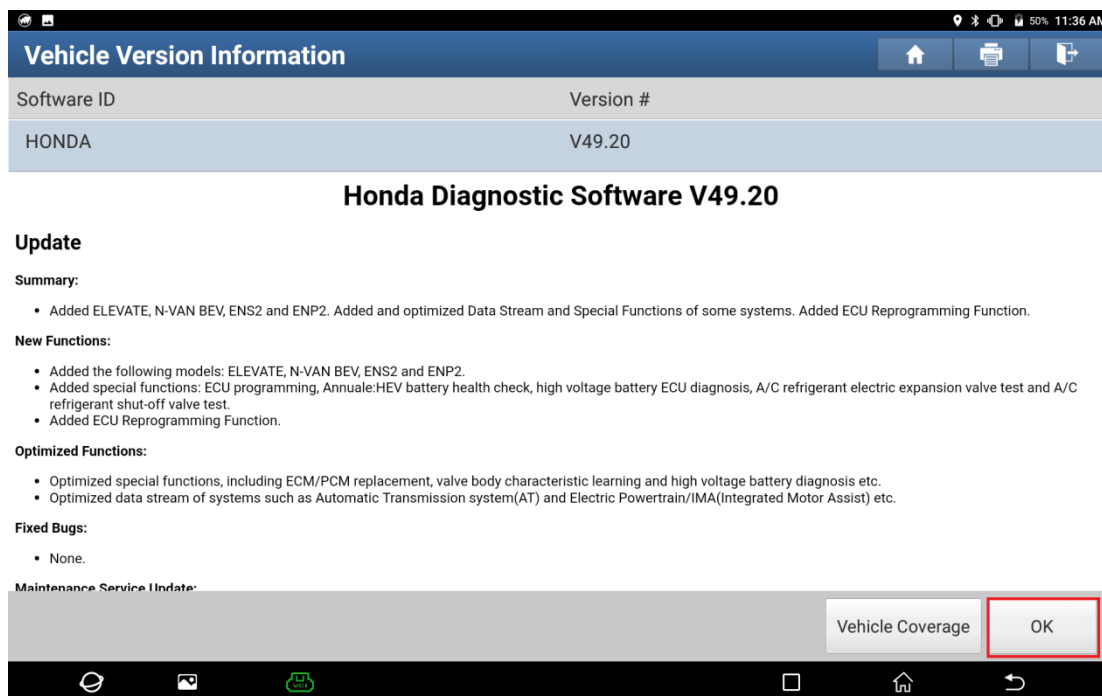 50% 11:36 AM
Vehicle Version Information
Software ID Version #
HONDA V49.20
Honda Diagnostic Software V49.20
Update
Summary:
• Added ELEVATE, N-VAN BEV, ENS2 and ENP2. Added and optimized Data Stream and Special Functions of some systems. Added ECU Reprogramming Function.
New Functions:
• Added the following models: ELEVATE, N-VAN BEV, ENS2 and ENP2.
• Added special functions: ECU programming, Annuale:HEV battery health check, high voltage battery ECU diagnosis, A/C refrigerant electric expansion valve test and A/C
refrigerant shut-off valve test.
• Added ECU Reprogramming Function.
Optimized Functions:
• Optimized special functions, including ECM/PCM replacement, valve body characteristic learning and high voltage battery diagnosis etc.
• Optimized data stream of systems such as Automatic Transmission system(AT) and Electric Powertrain/IMA(Integrated Motor Assist) etc.
Fixed Bugs:
• None.
Maintenance Service Update:
Vehicle Coverage OK
VCI